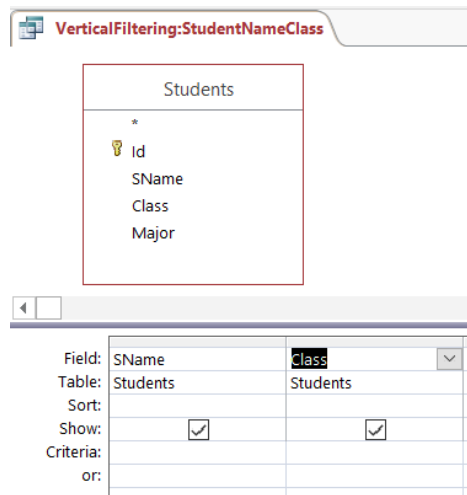 VerticalFiltering:StudentNameClass
Students
*
Id
SName
Class
Major
Field: SName Class
Table: Students Students
Sort:
Show:
Criteria:
or: